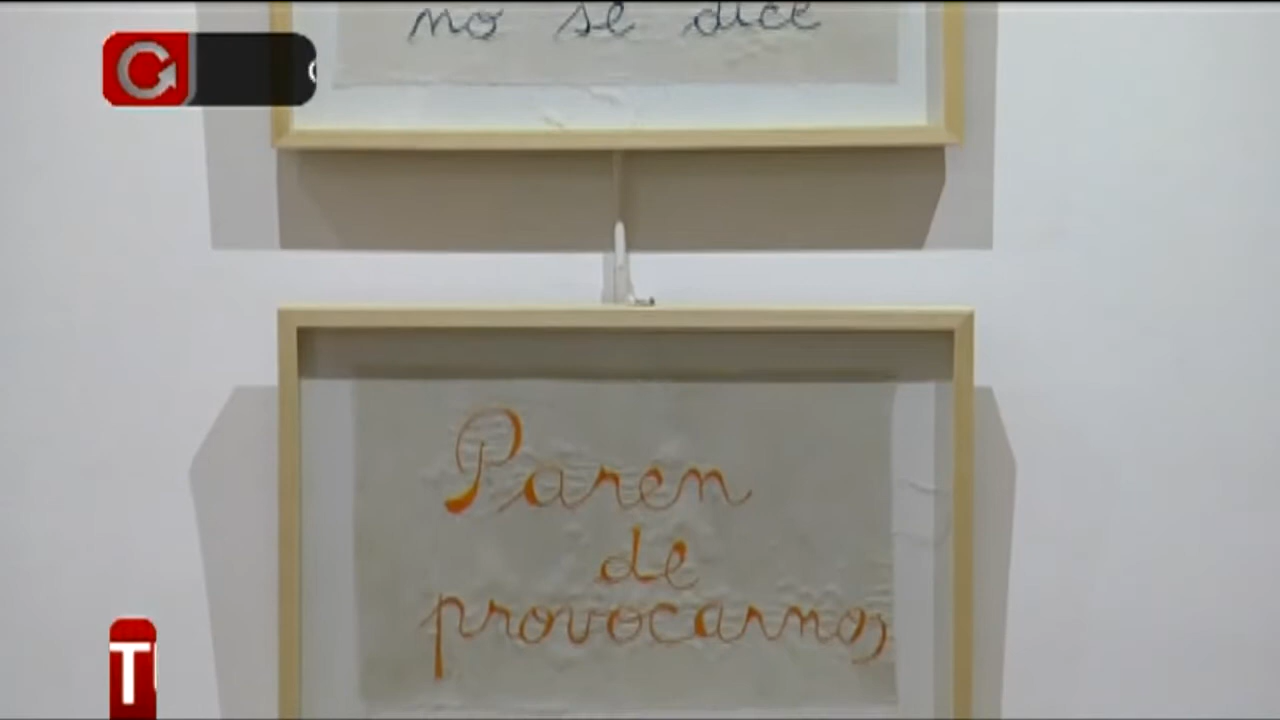 no se dice
Paren
de
provocarnos
T